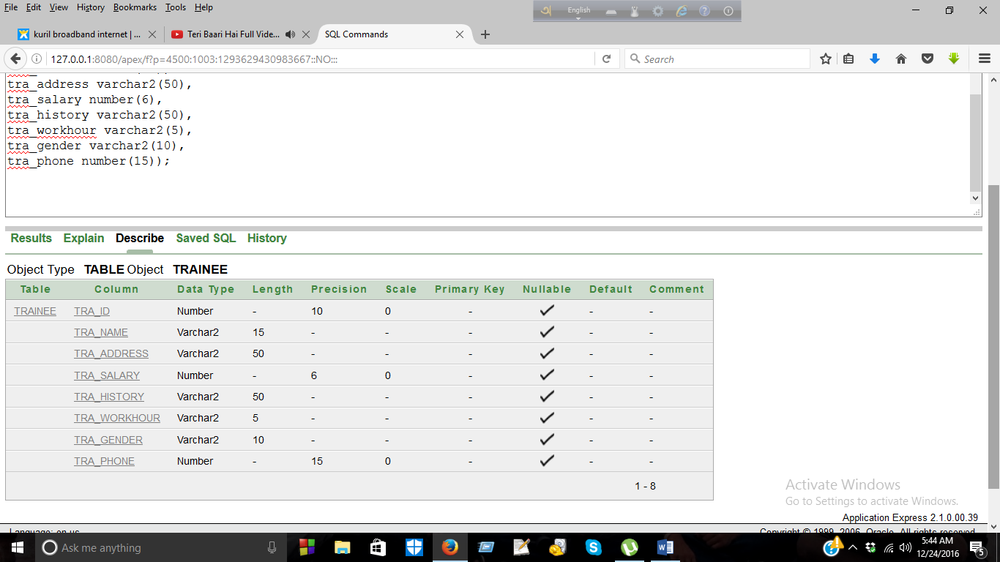 File Edit View History Bookmarks Tools Help
English
kuril broadband internet | ... Teri Baari Hai Full Vide... SQL Commands
127.0.0.1:8080/apex/f?p=4500:1003:1293629430983667::NO::: Search
tra_address varchar2(50),
tra_salary number(6),
tra_history varchar2(50),
tra_workhour varchar2(5),
tra_gender varchar2(10),
tra_phone number(15));
Results Explain Describe Saved SQL History
Object Type TABLE Object TRAINEE
Table Column Data Type Length Precision Scale Primary Key Nullable Default Comment
TRAINEE TRA_ID Number - 10 0 - - -
TRA_NAME Varchar2 15 - - - - -
TRA_ADDRESS Varchar2 50 - - - - -
TRA_SALARY Number - 6 0 - - -
TRA_HISTORY Varchar2 50 - - - - -
TRA_WORKHOUR Varchar2 5 - - - - -
TRA_GENDER Varchar2 10 - - - - -
TRA_PHONE Number - 15 0 - - -
1 - 8
Activate Windows
Go to Settings to activate Windows.
Application Express 2.1.0.00.39
Language: en-us Copyright © 1999, 2006, Oracle. All rights reserved.
Ask me anything 5:44 AM
12/24/2016 5